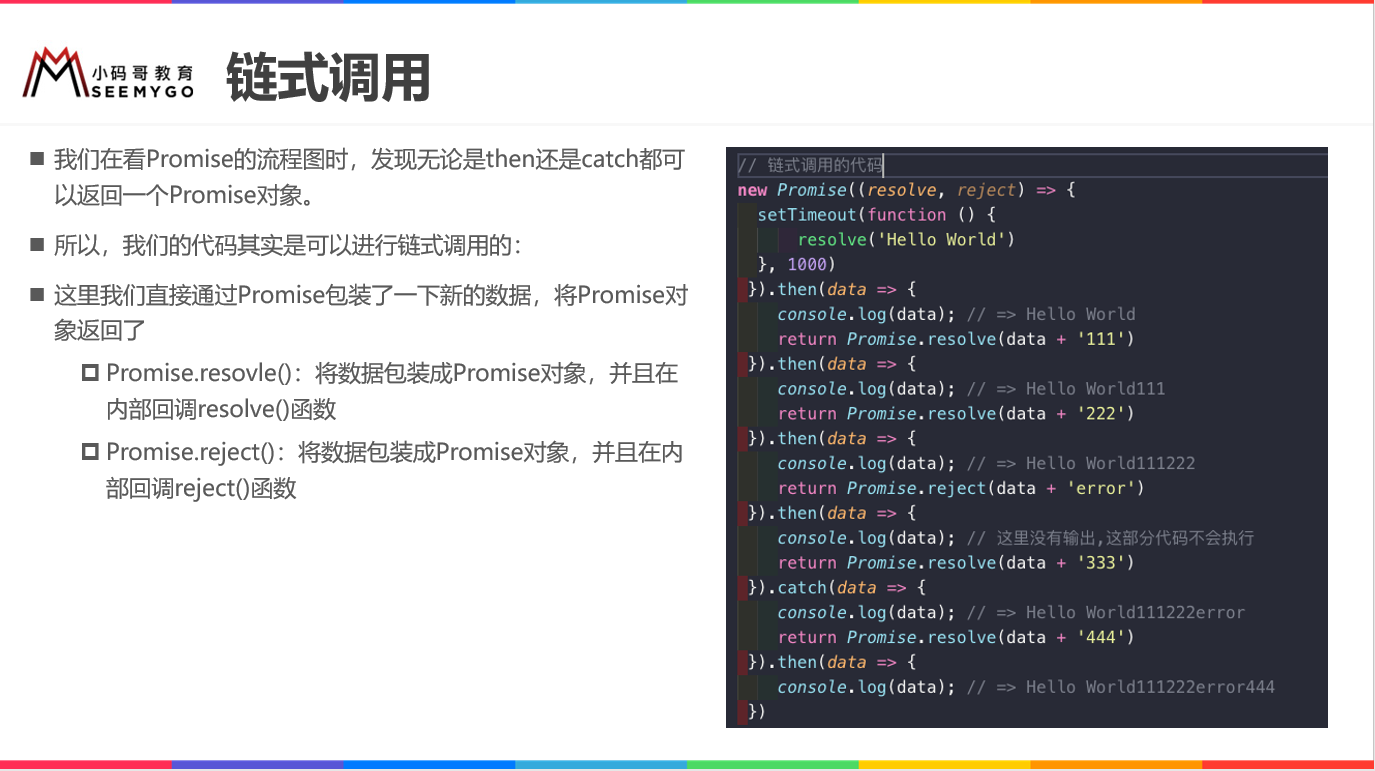 小码哥教育
SEEMYGO
链式调用
我们在看Promise的流程图时，发现无论是then还是catch都可
以返回一个Promise对象。
所以，我们的代码其实是可以进行链式调用的：
这里我们直接通过Promise包装了一下新的数据，将Promise对
象返回了
Promise.resovle()：将数据包装成Promise对象，并且在
内部回调resolve()函数
Promise.reject()：将数据包装成Promise对象，并且在内
部回调reject()函数
// 链式调用的代码
new Promise((resolve, reject) => {
  setTimeout(function () {
      resolve('Hello World')
  }, 1000)
 }).then(data => {
    console.log(data); // => Hello World
    return Promise.resolve(data + '111')
 }).then(data => {
    console.log(data); // => Hello World111
    return Promise.resolve(data + '222')
 }).then(data => {
    console.log(data); // => Hello World111222
    return Promise.reject(data + 'error')
 }).then(data => {
    console.log(data); // 这里没有输出,这部分代码不会执行
    return Promise.resolve(data + '333')
 }).catch(data => {
    console.log(data); // => Hello World111222error
    return Promise.resolve(data + '444')
 }).then(data => {
    console.log(data); // => Hello World111222error444
 })